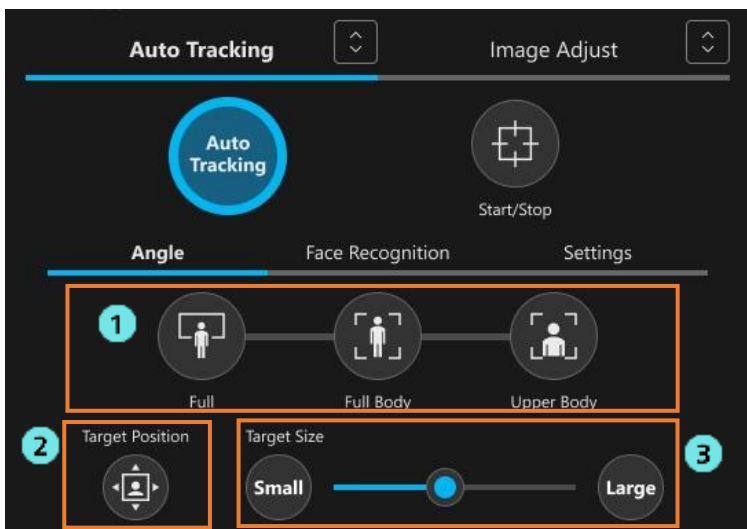 Auto Tracking
Image Adjust
Auto
Tracking
Start/Stop
Angle
Face Recognition
Settings
1
Full
Full Body
Upper Body
2
Target Position
Target Size
3
Small
Large